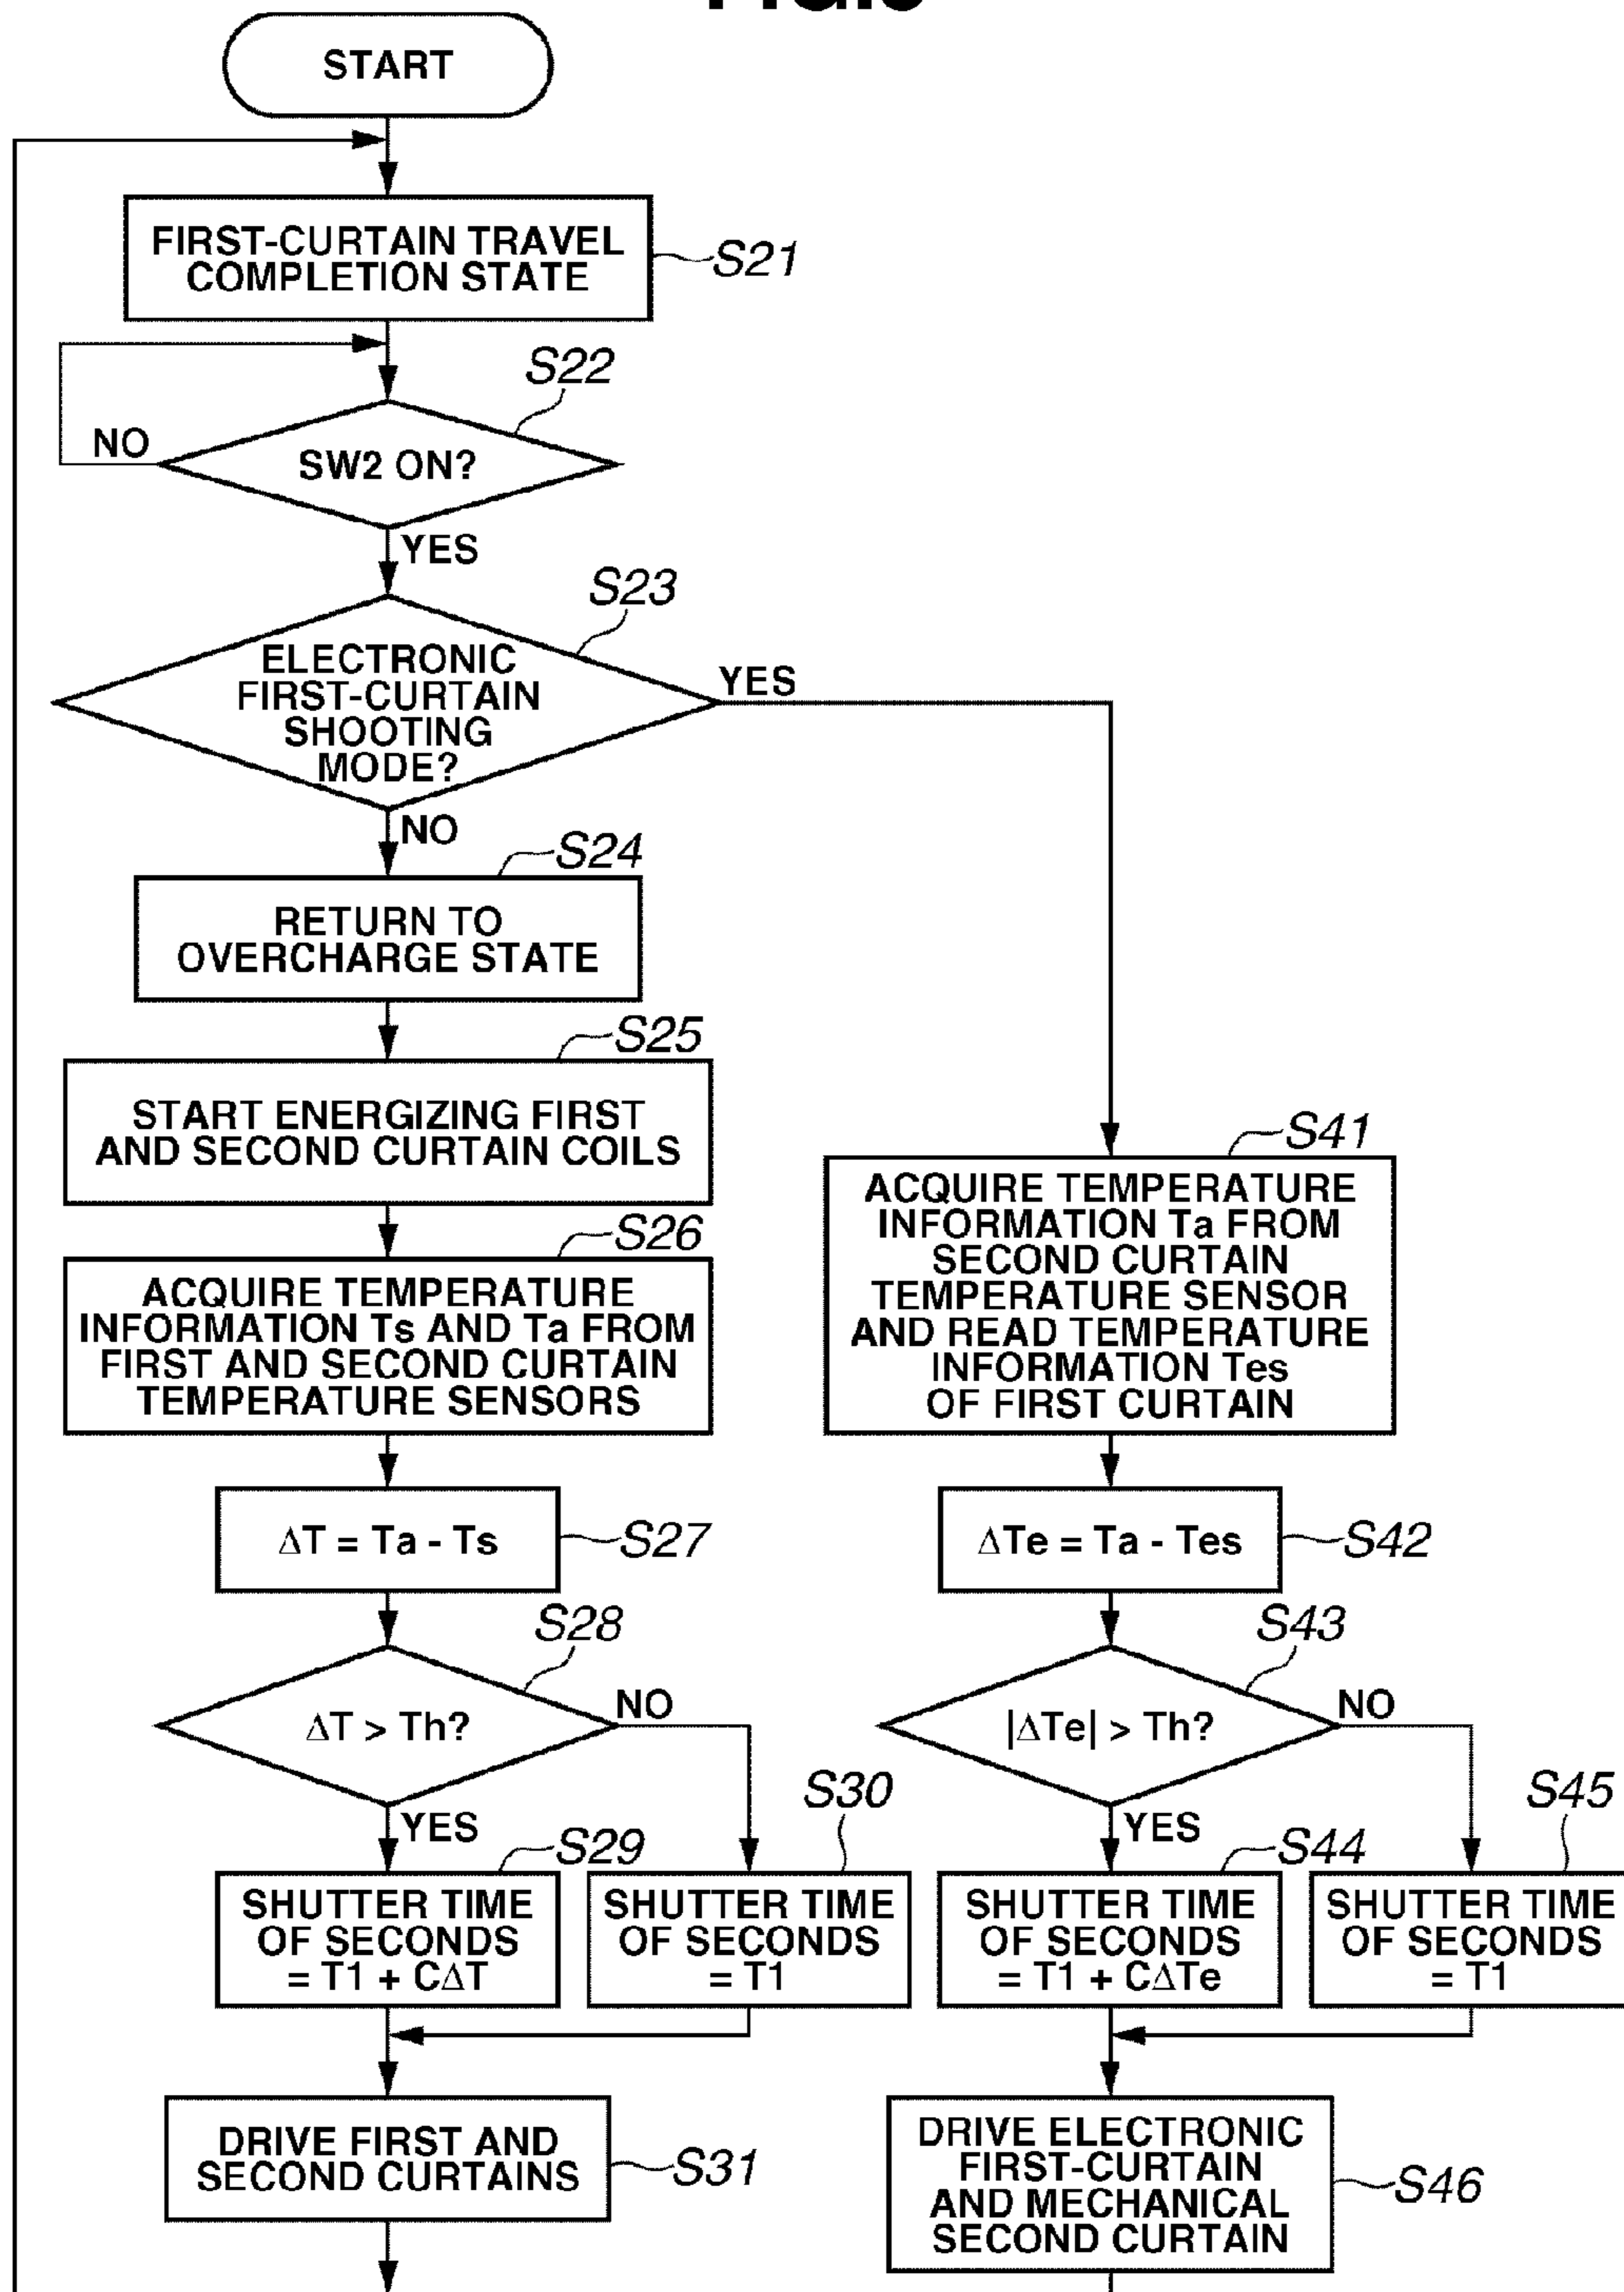 START
FIRST-CURTAIN TRAVEL
COMPLETION STATE
S21
S22
SW2 ON?
NO
YES
S23
ELECTRONIC
FIRST-CURTAIN
SHOOTING
MODE?
YES
NO
S24
RETURN TO
OVERCHARGE STATE
S25
START ENERGIZING FIRST
AND SECOND CURTAIN COILS
S26
ACQUIRE TEMPERATURE
INFORMATION Ts AND Ta FROM
FIRST AND SECOND CURTAIN
TEMPERATURE SENSORS
S27
ΔT = Ta - Ts
S28
ΔT > Th?
NO
YES
S29
SHUTTER TIME
OF SECONDS
= T1 + CΔT
S30
SHUTTER TIME
OF SECONDS
= T1
DRIVE FIRST AND
SECOND CURTAINS
S31
S41
ACQUIRE TEMPERATURE
INFORMATION Ta FROM
SECOND CURTAIN
TEMPERATURE SENSOR
AND READ TEMPERATURE
INFORMATION Tes
OF FIRST CURTAIN
ΔTe = Ta - Tes
S42
S43
|ΔTe| > Th?
NO
YES
S44
SHUTTER TIME
OF SECONDS
= T1 + CΔTe
S45
SHUTTER TIME
OF SECONDS
= T1
DRIVE ELECTRONIC
FIRST-CURTAIN
AND MECHANICAL
SECOND CURTAIN
S46